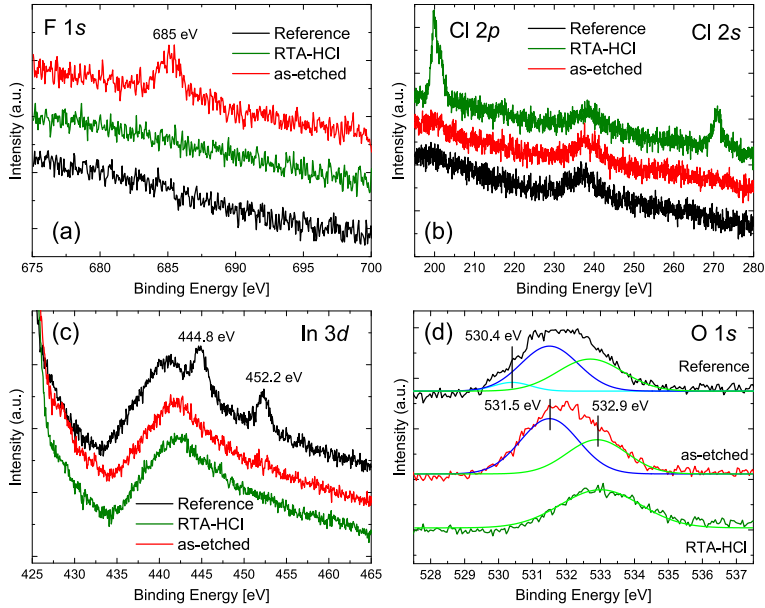 F 1s
685 eV
Reference
RTA-HCl
as-etched
Intensity (a.u.)
(a)
675 680 685 690 695 700
Binding Energy [eV]
Cl 2p
Reference
RTA-HCl
as-etched
Cl 2s
Intensity (a.u.)
(b)
200 210 220 230 240 250 260 270 280
Binding Energy [eV]
(c)
444.8 eV
In 3d
452.2 eV
Intensity (a.u.)
Reference
RTA-HCl
as-etched
425 430 435 440 445 450 455 460 465
Binding Energy [eV]
(d)
530.4 eV
O 1s
Reference
531.5 eV
532.9 eV
Intensity (a.u.)
as-etched
RTA-HCl
528 529 530 531 532 533 534 535 536 537
Binding Energy [eV]